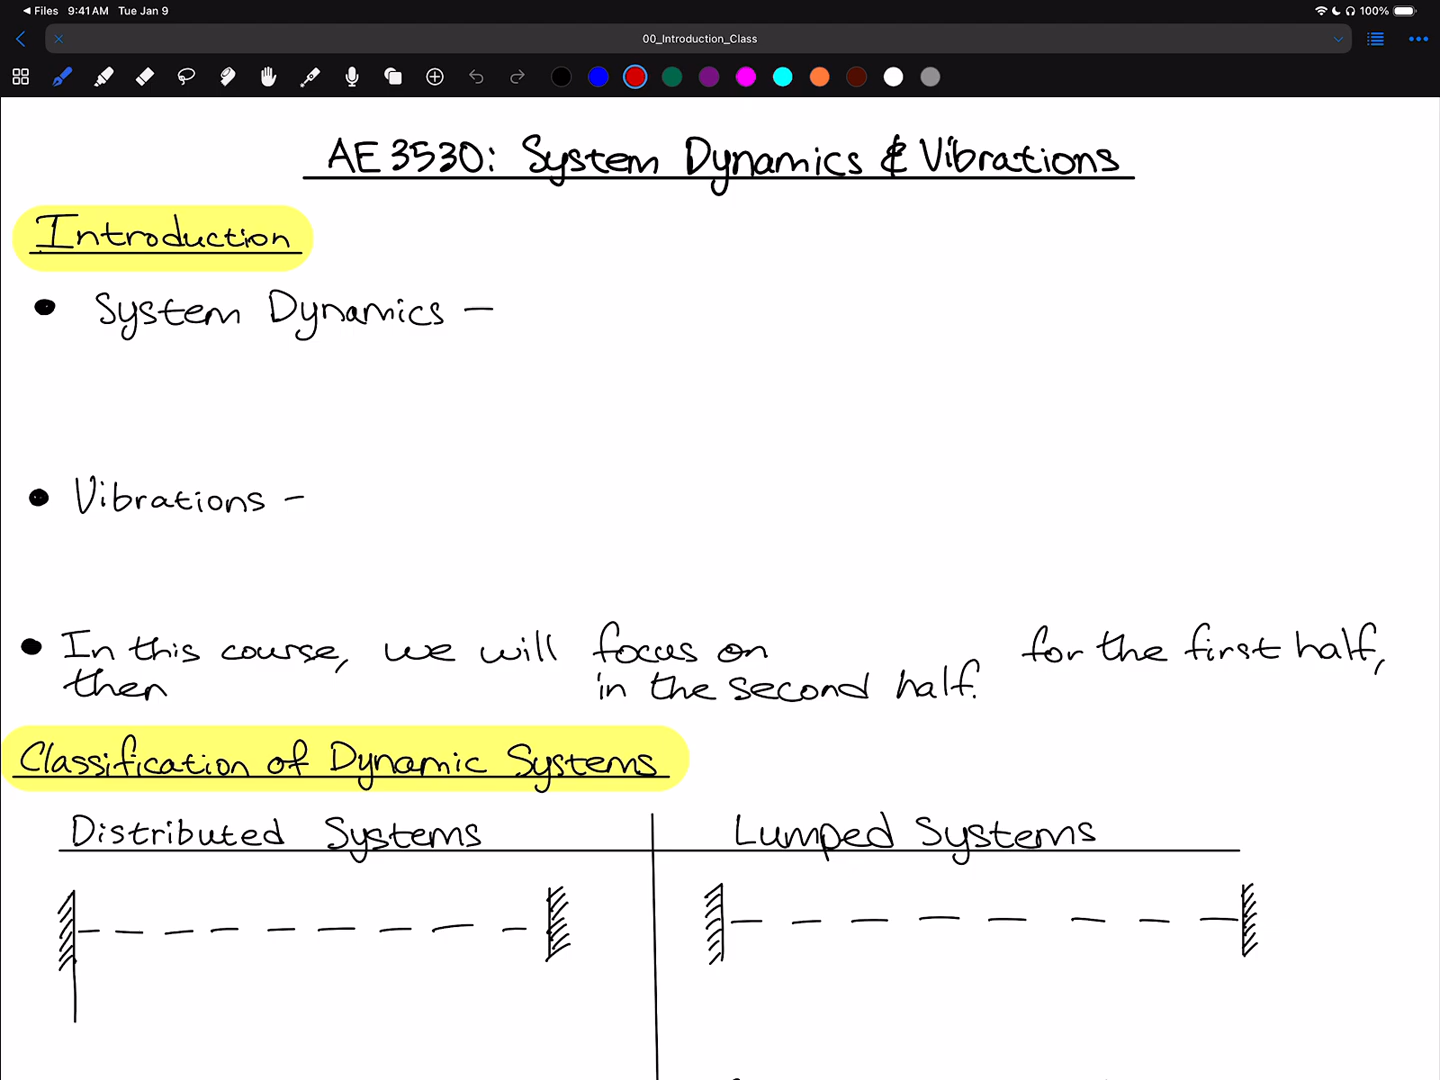 Files 9:41 AM Tue Jan 9 100%
00_Introduction_Class
AE 3530: System Dynamics & Vibrations
Introduction
• System Dynamics –
• Vibrations –
• In this course, we will focus on for the first half,
then in the second half.
Classification of Dynamic Systems
Distributed Systems
Lumped Systems